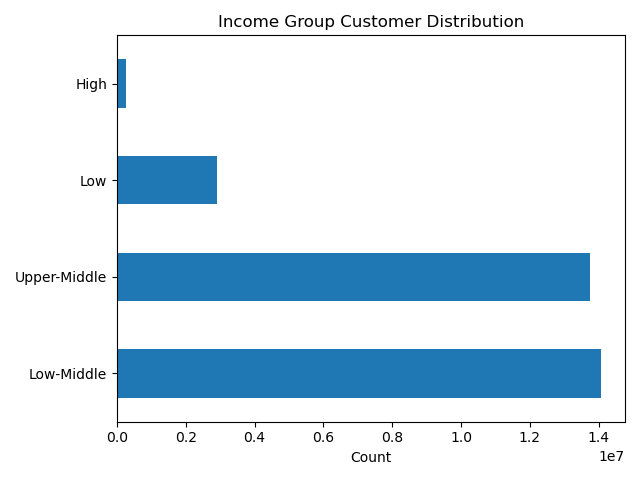 Income Group Customer Distribution
High
Low
Upper-Middle
Low-Middle
0.0 0.2 0.4 0.6 0.8 1.0 1.2 1.4
1e7
Count